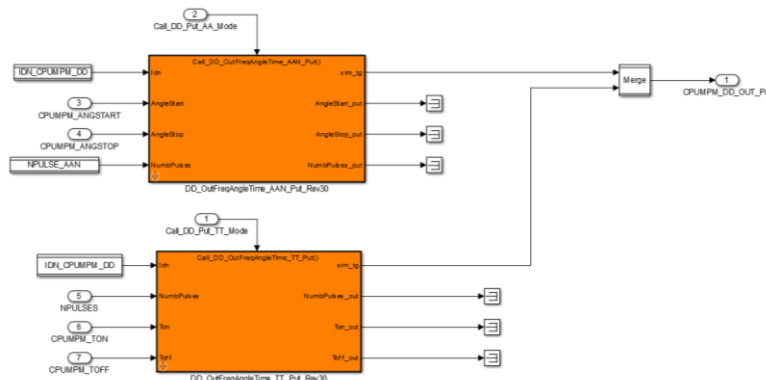 2
Call_DD_Put_AA_Mode
Call_DD_OutFreqAngleTime_AAN_Put()
IDN_CPUMPM_DD
Idn
sim_tg
3
CPUMPM_ANGSTART
AngleStart
AngleStart_out
4
CPUMPM_ANGSTOP
AngleStop
AngleStop_out
NPULSE_AAN
NumbPulses
NumbPulses_out
DD_OutFreqAngleTime_AAN_Put_Rev30
Merge
1
CPUMPM_DD_OUT_P
1
Call_DD_Put_TT_Mode
Call_DD_OutFreqAngleTime_TT_Put()
IDN_CPUMPM_DD
Idn
sim_tg
5
NPULSES
NumbPulses
NumbPulses_out
6
CPUMPM_TON
Ton
Ton_out
7
CPUMPM_TOFF
Toff
Toff_out
DD_OutFreqAngleTime_TT_Put_Rev30